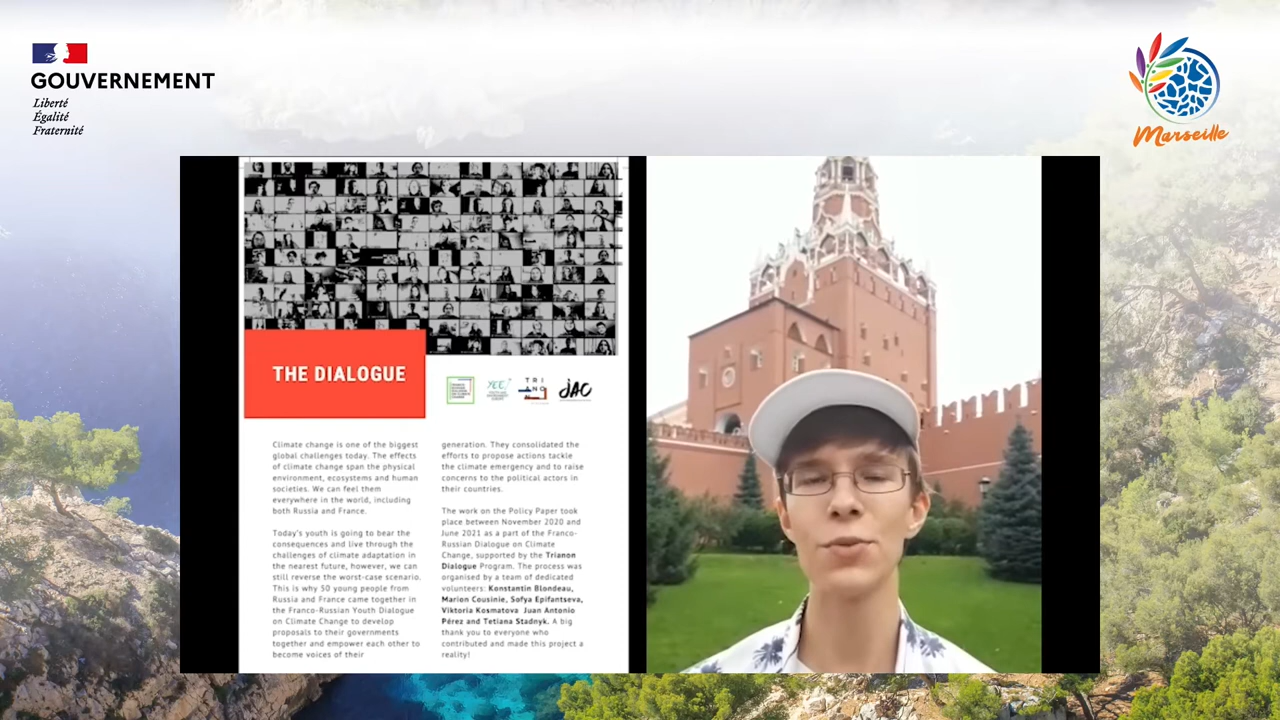 GOUVERNEMENT
Liberté
Égalité
Fraternité
Marseille
THE DIALOGUE
YEE
TRI
NON
JAC
Climate change is one of the biggest
global challenges today. The effects
of climate change span the physical
environment, ecosystems and human
societies. We can feel them
everywhere in the world, including
both Russia and France.
Today's youth is going to bear the
consequences and live through the
challenges of climate adaptation in
the nearest future, however, we can
still reverse the worst-case scenario.
This is why 50 young people from
Russia and France came together in
the Franco-Russian Youth Dialogue
on Climate Change to develop
proposals to their governments
together and empower each other to
become voices of their
generation. They consolidated the
efforts to propose actions tackle
the climate emergency and to raise
concerns to the political actors in
their countries.
The work on the Policy Paper took
place between November 2020 and
June 2021 as a part of the Franco-
Russian Dialogue on Climate
Change, supported by the Trianon
Dialogue Program. The process was
organised by a team of dedicated
volunteers: Konstantin Blondeau,
Marion Cousinie, Sofya Epifantseva,
Viktoria Kosmatova Juan Antonio
Pérez and Tetiana Stadnyk. A big
thank you to everyone who
contributed and made this project a
reality!